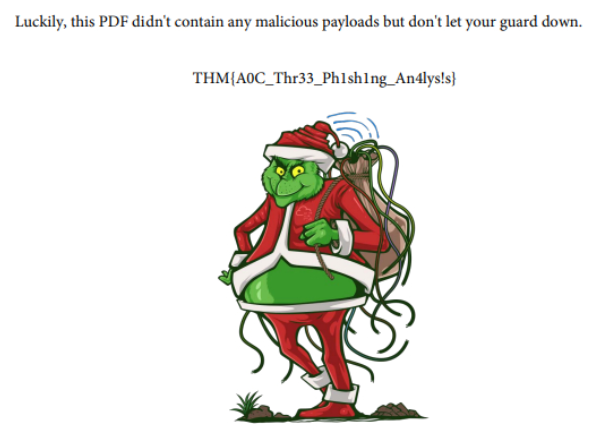 Luckily, this PDF didn't contain any malicious payloads but don't let your guard down.
THM{A0C_Thr33_Ph1sh1ng_An4lys!s}